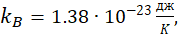 k_B = 1.38 · 10^{-23} дж/К,